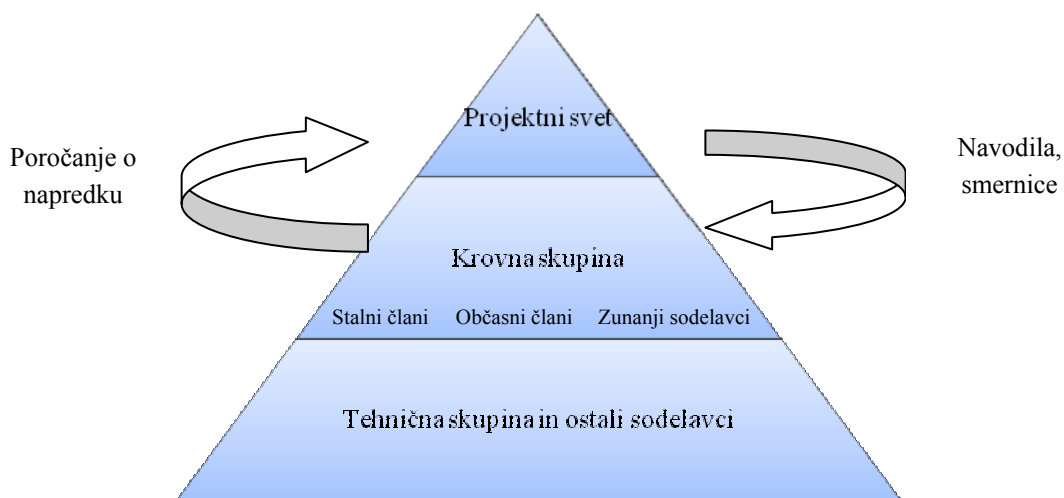 Projektni svet
Poročanje o
napredku
Navodila,
smernice
Krovna skupina
Stalni člani Občasni člani Zunanji sodelavci
Tehnična skupina in ostali sodelavci